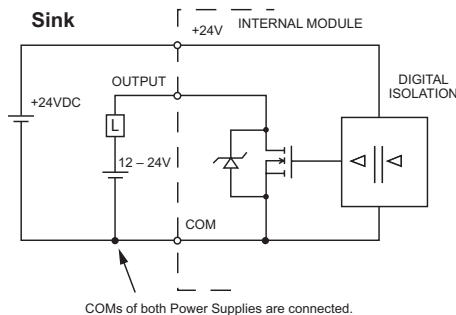 Sink
+24V
INTERNAL MODULE
OUTPUT
DIGITAL
ISOLATION
+24VDC
L
12 – 24V
COM
COMs of both Power Supplies are connected.